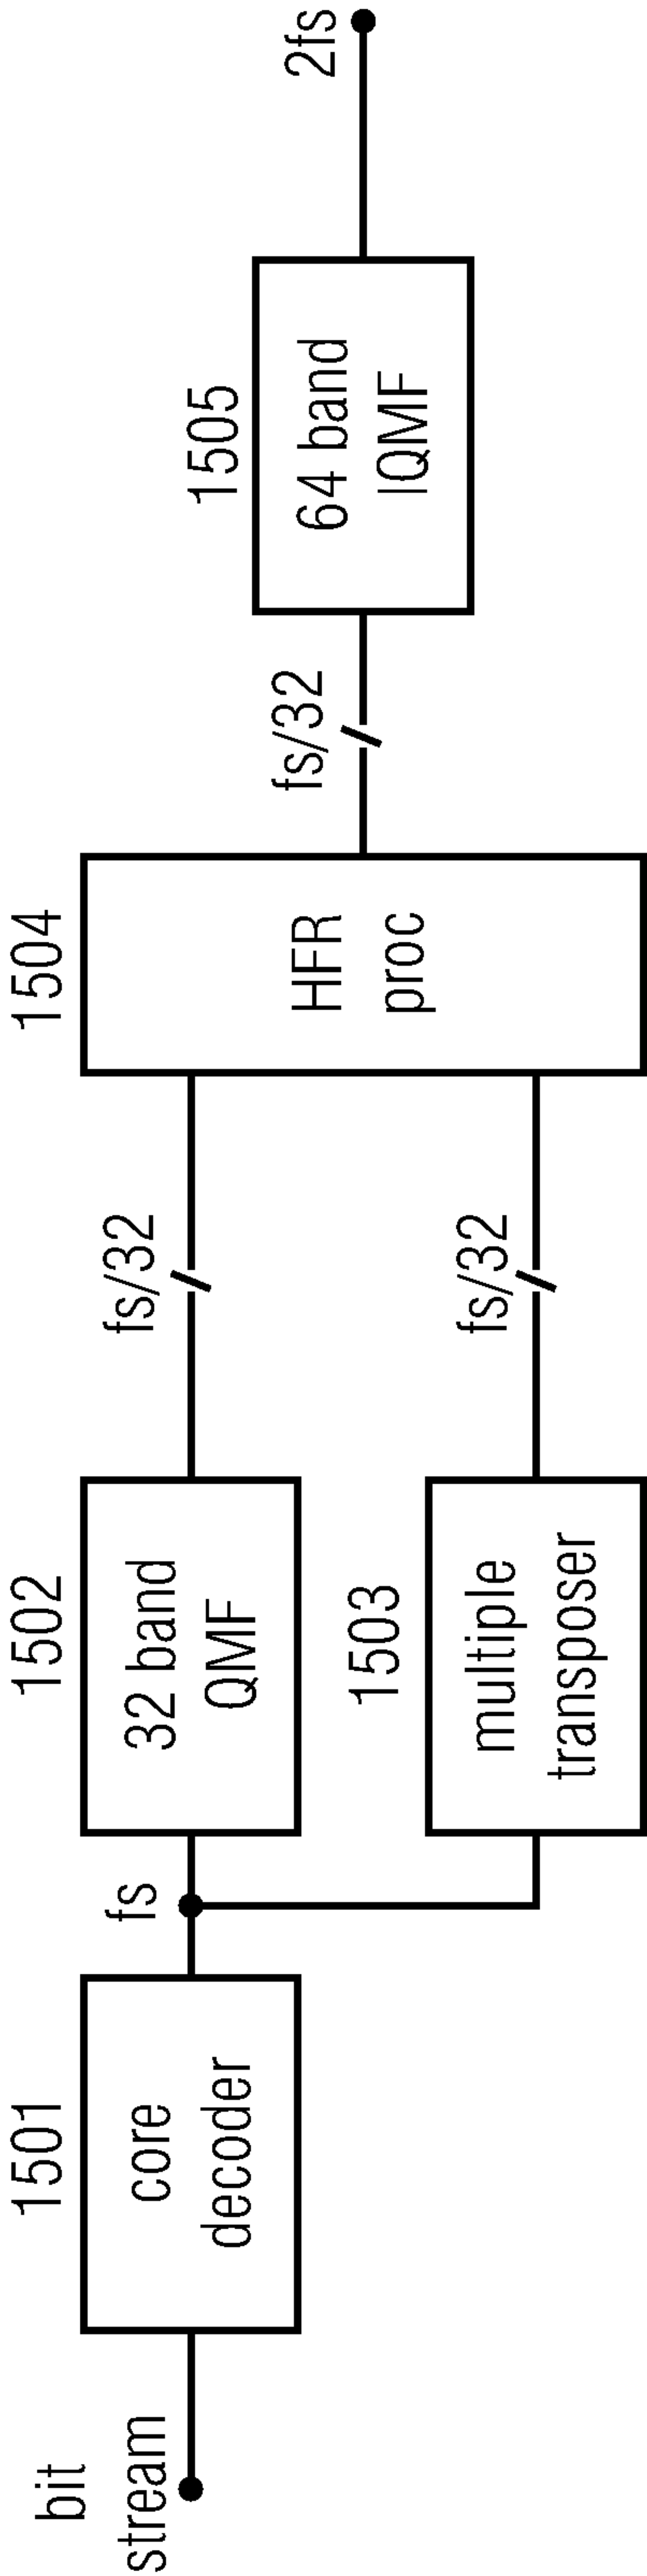 bit
stream
1501
core
decoder
fs
1502
32 band
QMF
1503
multiple
transposer
fs/32
fs/32
1504
HFR
proc
fs/32
1505
64 band
IQMF
2fs